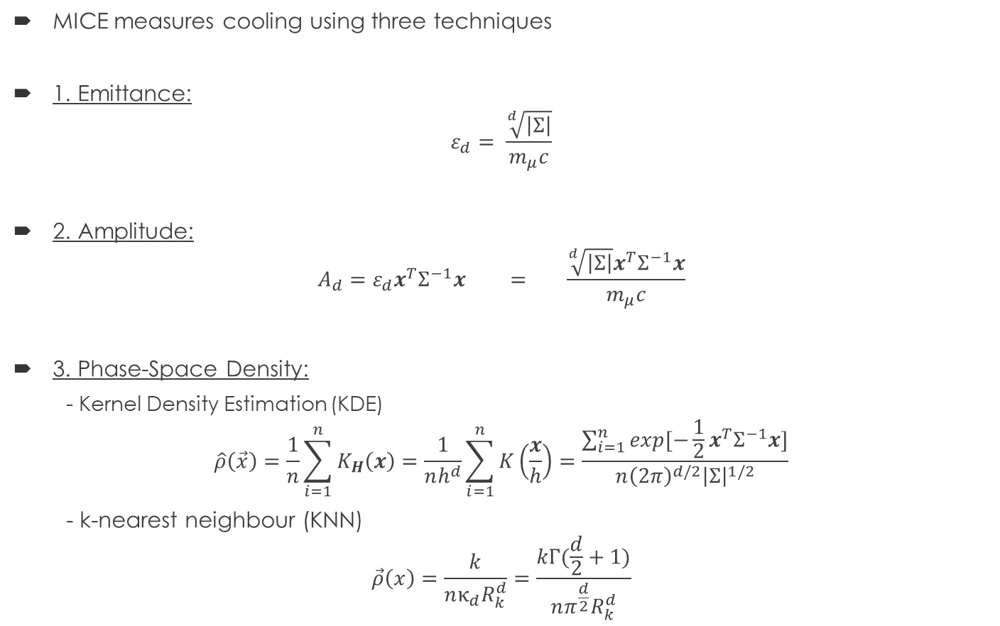 MICE measures cooling using three techniques
1. Emittance:
$\varepsilon_d = \frac{\sqrt[d]{|\Sigma|}}{m_\mu c}$
2. Amplitude:
$A_d = \varepsilon_d \boldsymbol{x}^T \Sigma^{-1} \boldsymbol{x} \quad = \quad \frac{\sqrt[d]{|\Sigma|} \boldsymbol{x}^T \Sigma^{-1} \boldsymbol{x}}{m_\mu c}$
3. Phase-Space Density:
- Kernel Density Estimation (KDE)
$\hat{\rho}(\vec{x}) = \frac{1}{n} \sum_{i=1}^{n} K_{\boldsymbol{H}}(\boldsymbol{x}) = \frac{1}{nh^d} \sum_{i=1}^{n} K\left(\frac{\boldsymbol{x}}{h}\right) = \frac{\sum_{i=1}^{n} exp[-\frac{1}{2} \boldsymbol{x}^T \Sigma^{-1} \boldsymbol{x}]}{n(2\pi)^{d/2} |\Sigma|^{1/2}}$
- k-nearest neighbour (KNN)
$\vec{\rho}(x) = \frac{k}{n \kappa_d R_k^d} = \frac{k\Gamma(\frac{d}{2} + 1)}{n \pi^{\frac{d}{2}} R_k^d}$